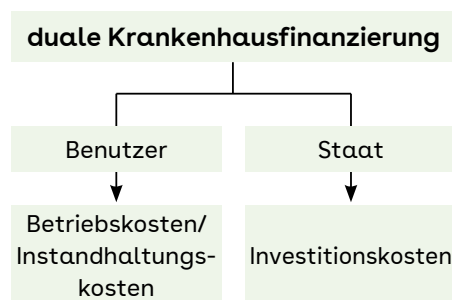 duale Krankenhausfinanzierung
Benutzer
Staat
Betriebskosten/
Instandhaltungs-
kosten
Investitionskosten